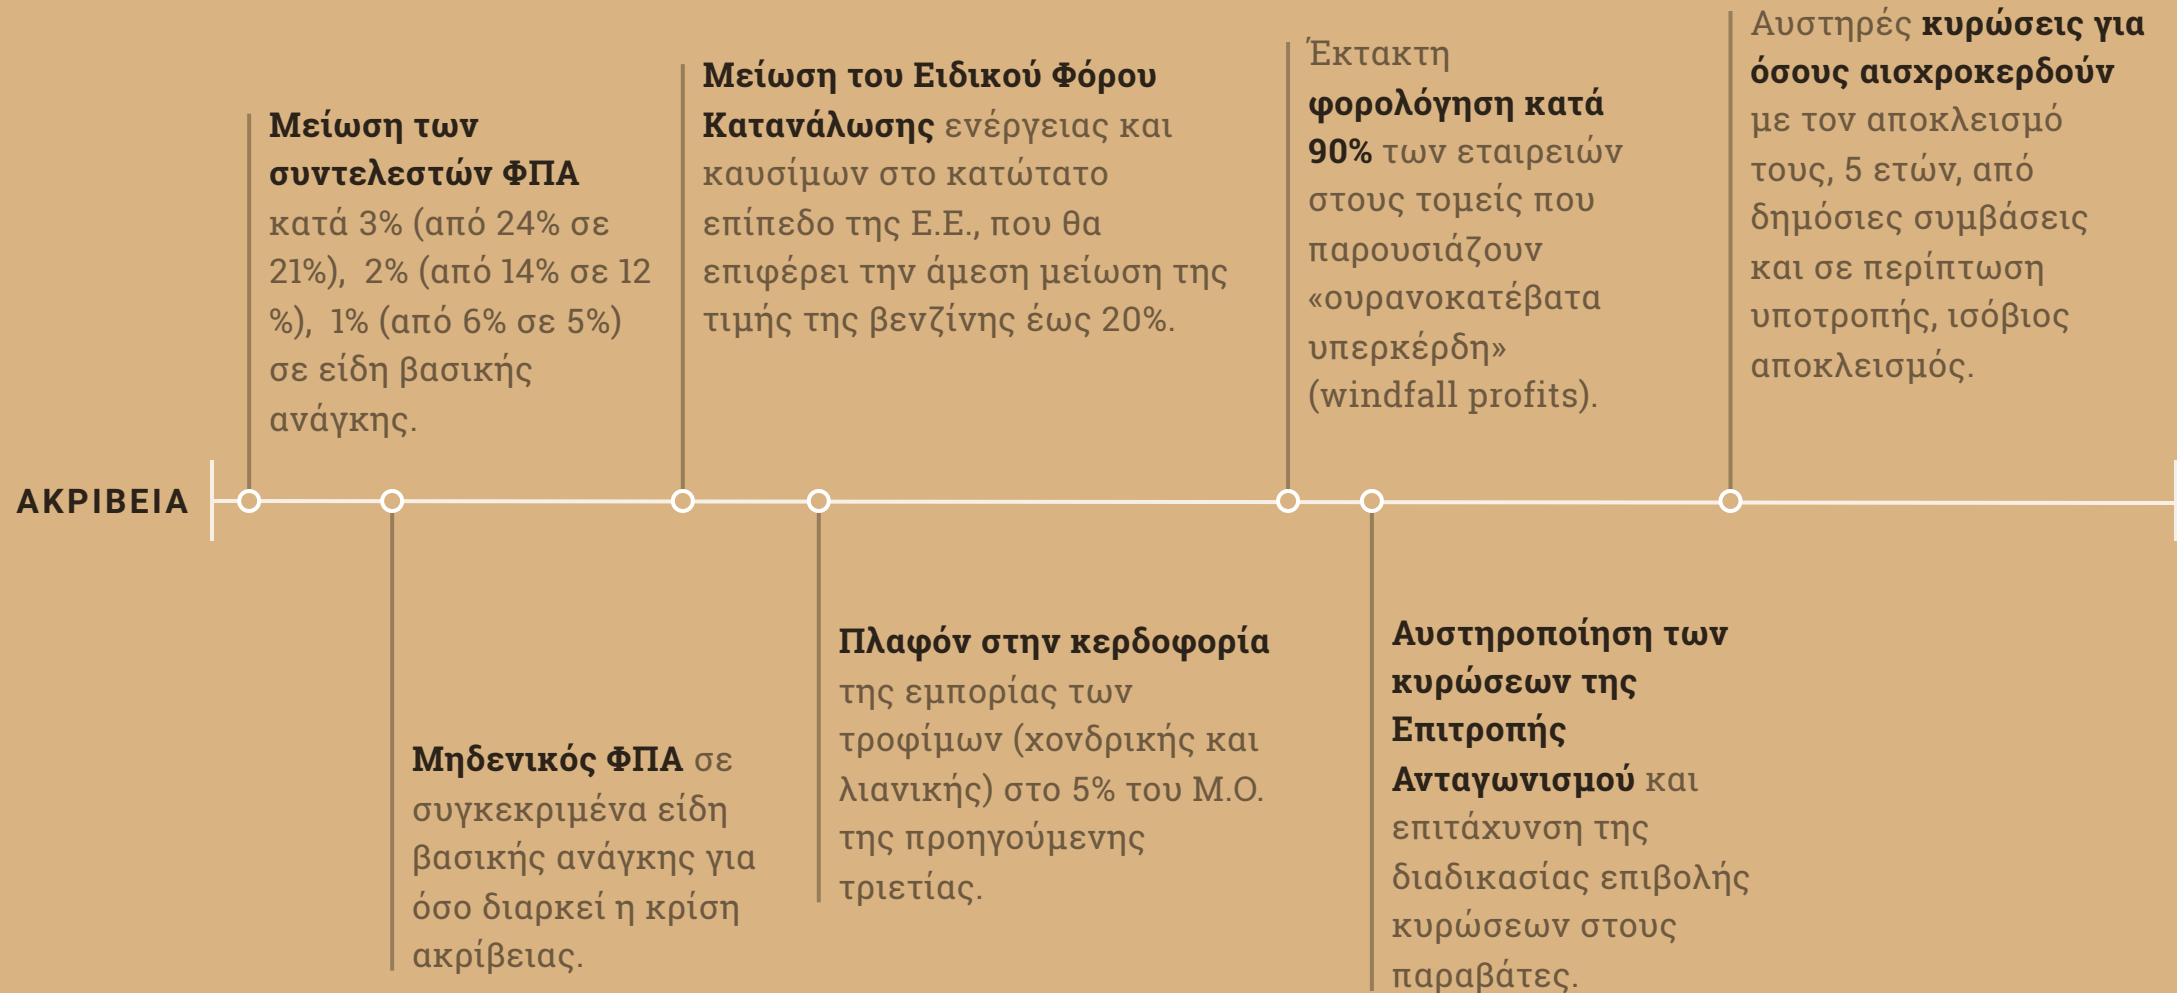 ΑΚΡΙΒΕΙΑ
Μείωση των
συντελεστών ΦΠΑ
κατά 3% (από 24% σε
21%),  2% (από 14% σε 12
%),  1% (από 6% σε 5%)
σε είδη βασικής
ανάγκης.
Μηδενικός ΦΠΑ σε
συγκεκριμένα είδη
βασικής ανάγκης για
όσο διαρκεί η κρίση
ακρίβειας.
Μείωση του Ειδικού Φόρου
Κατανάλωσης ενέργειας και
καυσίμων στο κατώτατο
επίπεδο της Ε.Ε., που θα
επιφέρει την άμεση μείωση της
τιμής της βενζίνης έως 20%.
Πλαφόν στην κερδοφορία
της εμπορίας των
τροφίμων (χονδρικής και
λιανικής) στο 5% του Μ.Ο.
της προηγούμενης
τριετίας.
Έκτακτη
φορολόγηση κατά
90% των εταιρειών
στους τομείς που
παρουσιάζουν
«ουρανοκατέβατα
υπερκέρδη»
(windfall profits).
Αυστηροποίηση των
κυρώσεων της
Επιτροπής
Ανταγωνισμού και
επιτάχυνση της
διαδικασίας επιβολής
κυρώσεων στους
παραβάτες.
Αυστηρές κυρώσεις για
όσους αισχροκερδούν
με τον αποκλεισμό
τους, 5 ετών, από
δημόσιες συμβάσεις
και σε περίπτωση
υποτροπής, ισόβιος
αποκλεισμός.